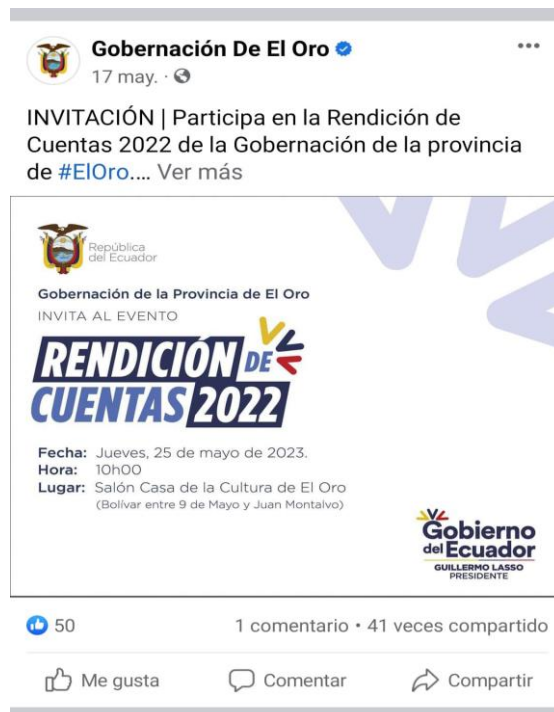 Gobernación De El Oro
17 may. ·
INVITACIÓN | Participa en la Rendición de
Cuentas 2022 de la Gobernación de la provincia
de #ElOro.... Ver más
República
del Ecuador
Gobernación de la Provincia de El Oro
INVITA AL EVENTO
RENDICIÓN DE
CUENTAS 2022
Fecha: Jueves, 25 de mayo de 2023.
Hora: 10h00
Lugar: Salón Casa de la Cultura de El Oro
(Bolívar entre 9 de Mayo y Juan Montalvo)
Gobierno
del Ecuador
GUILLERMO LASSO
PRESIDENTE
50
1 comentario • 41 veces compartido
Me gusta
Comentar
Compartir